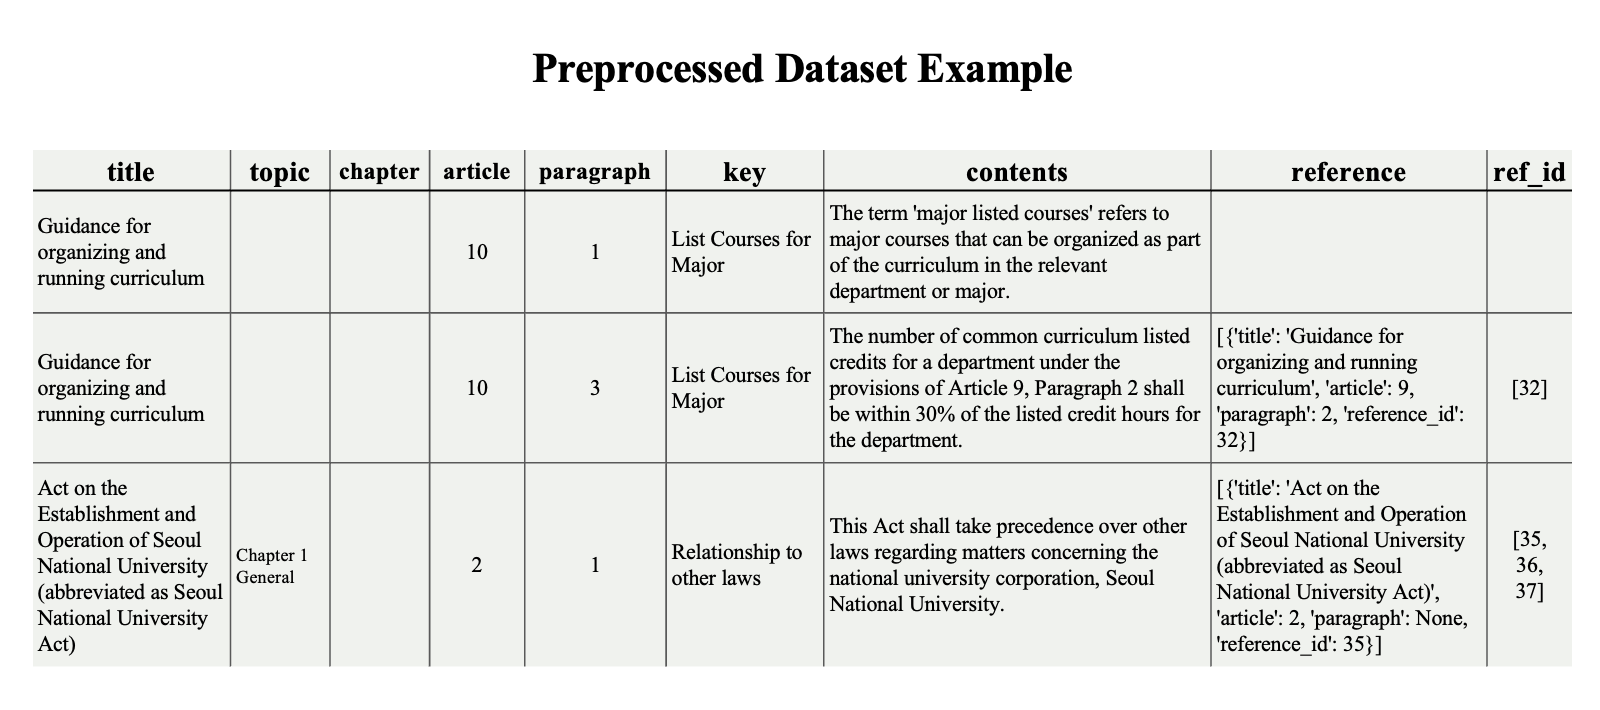 Preprocessed Dataset Example
title topic chapter article paragraph key contents reference ref_id
Guidance for
organizing and
running curriculum
10
1
List Courses for
Major
The term 'major listed courses' refers to
major courses that can be organized as part
of the curriculum in the relevant
department or major.
Guidance for
organizing and
running curriculum
10
3
List Courses for
Major
The number of common curriculum listed
credits for a department under the
provisions of Article 9, Paragraph 2 shall
be within 30% of the listed credit hours for
the department.
[{'title': 'Guidance for
organizing and running
curriculum', 'article': 9,
'paragraph': 2, 'reference_id':
32}]
[32]
Act on the
Establishment and
Operation of Seoul
National University
(abbreviated as Seoul
National University
Act)
Chapter 1
General
2
1
Relationship to
other laws
This Act shall take precedence over other
laws regarding matters concerning the
national university corporation, Seoul
National University.
[{'title': 'Act on the
Establishment and Operation
of Seoul National University
(abbreviated as Seoul
National University Act)',
'article': 2, 'paragraph': None,
'reference_id': 35}]
[35,
36,
37]